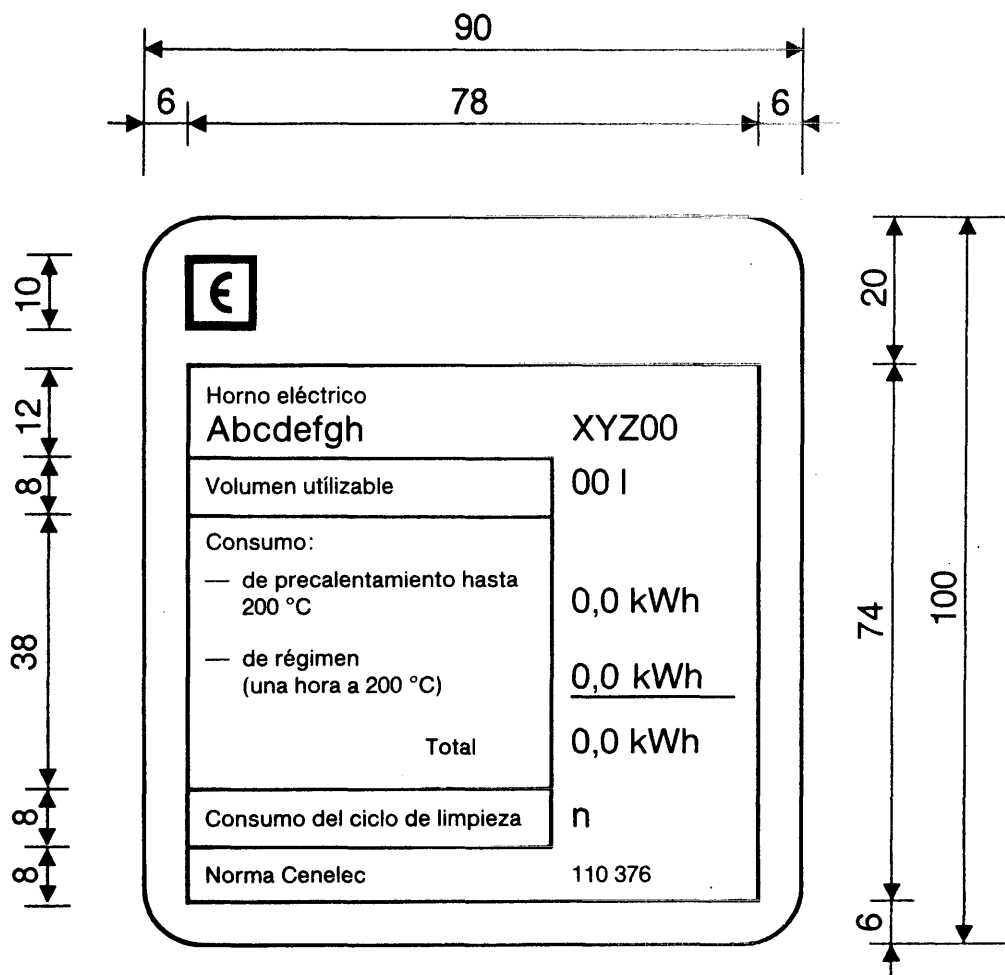 90
6 78 6
10
20
Є
Horno eléctrico
Abcdefgh XYZ00
12
Volumen utilizable 00 l
8
Consumo:
— de precalentamiento hasta
200 °C 0,0 kWh
38
74
100
— de régimen
(una hora a 200 °C) 0,0 kWh
Total 0,0 kWh
Consumo del ciclo de limpieza n
8
Norma Cenelec 110 376
8
6